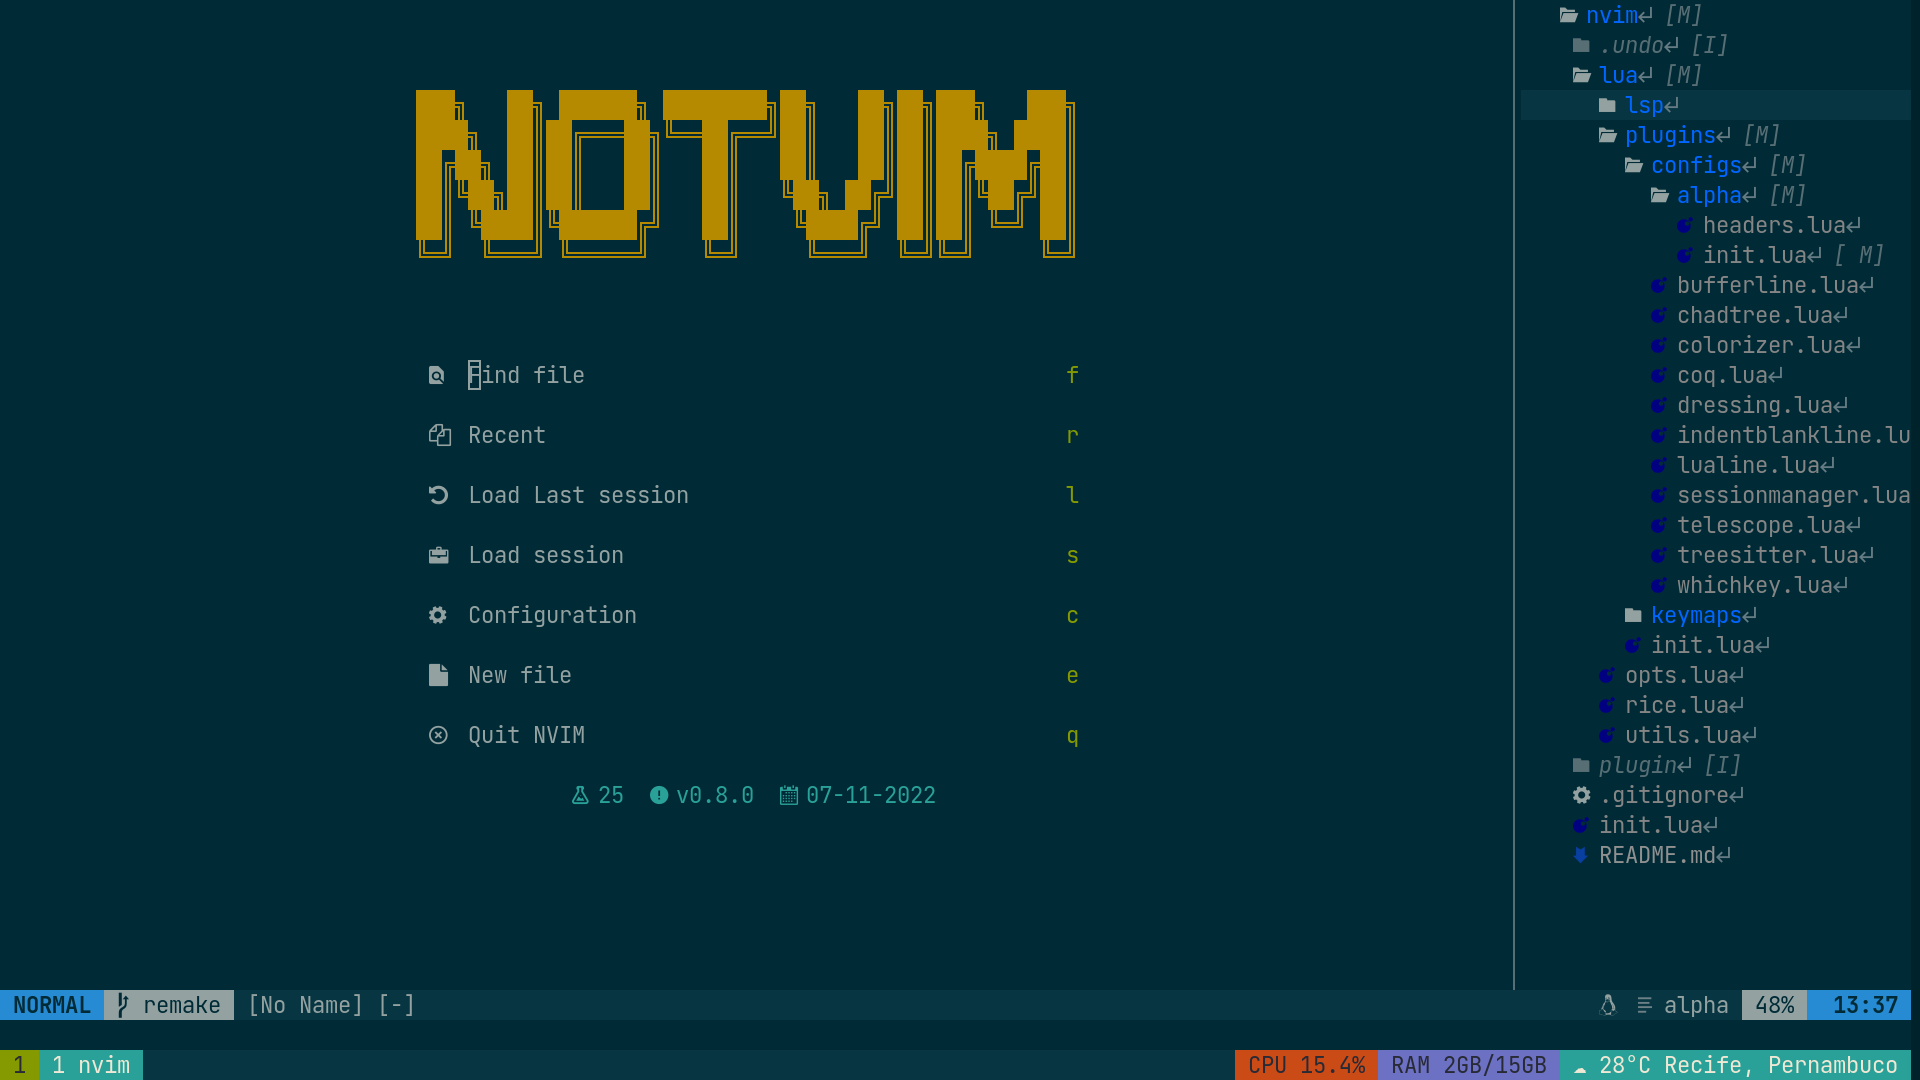 NOTVIM
Find file f
Recent r
Load Last session l
Load session s
Configuration c
New file e
Quit NVIM q
25 v0.8.0 07-11-2022
nvim↵ [M]
.undo↵ [I]
lua↵ [M]
lsp↵
plugins↵ [M]
configs↵ [M]
alpha↵ [M]
headers.lua↵
init.lua↵ [ M]
bufferline.lua↵
chadtree.lua↵
colorizer.lua↵
coq.lua↵
dressing.lua↵
indentblankline.lu
lualine.lua↵
sessionmanager.lua
telescope.lua↵
treesitter.lua↵
whichkey.lua↵
keymaps↵
init.lua↵
opts.lua↵
rice.lua↵
utils.lua↵
plugin↵ [I]
.gitignore↵
init.lua↵
README.md↵
NORMAL remake [No Name] [-] alpha 48% 13:37
1 1 nvim CPU 15.4% RAM 2GB/15GB ☁ 28°C Recife, Pernambuco